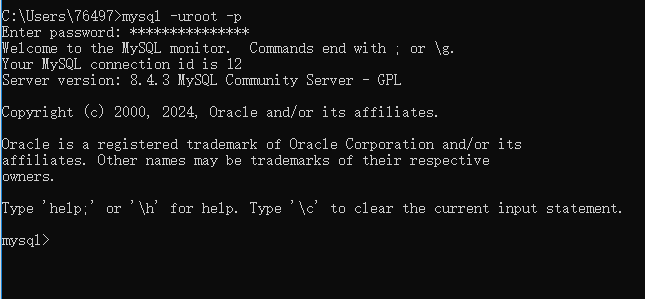 C:\Users\76497>mysql -uroot -p
Enter password: ***************
Welcome to the MySQL monitor.  Commands end with ; or \g.
Your MySQL connection id is 12
Server version: 8.4.3 MySQL Community Server - GPL
Copyright (c) 2000, 2024, Oracle and/or its affiliates.
Oracle is a registered trademark of Oracle Corporation and/or its
affiliates. Other names may be trademarks of their respective
owners.
Type 'help;' or '\h' for help. Type '\c' to clear the current input statement.
mysql>